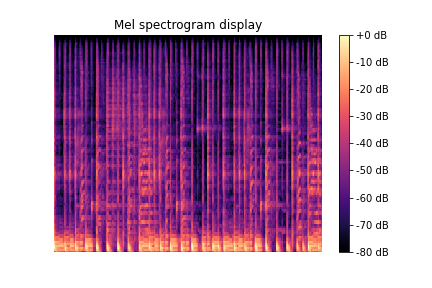 Mel spectrogram display
+0 dB
-10 dB
-20 dB
-30 dB
-40 dB
-50 dB
-60 dB
-70 dB
-80 dB